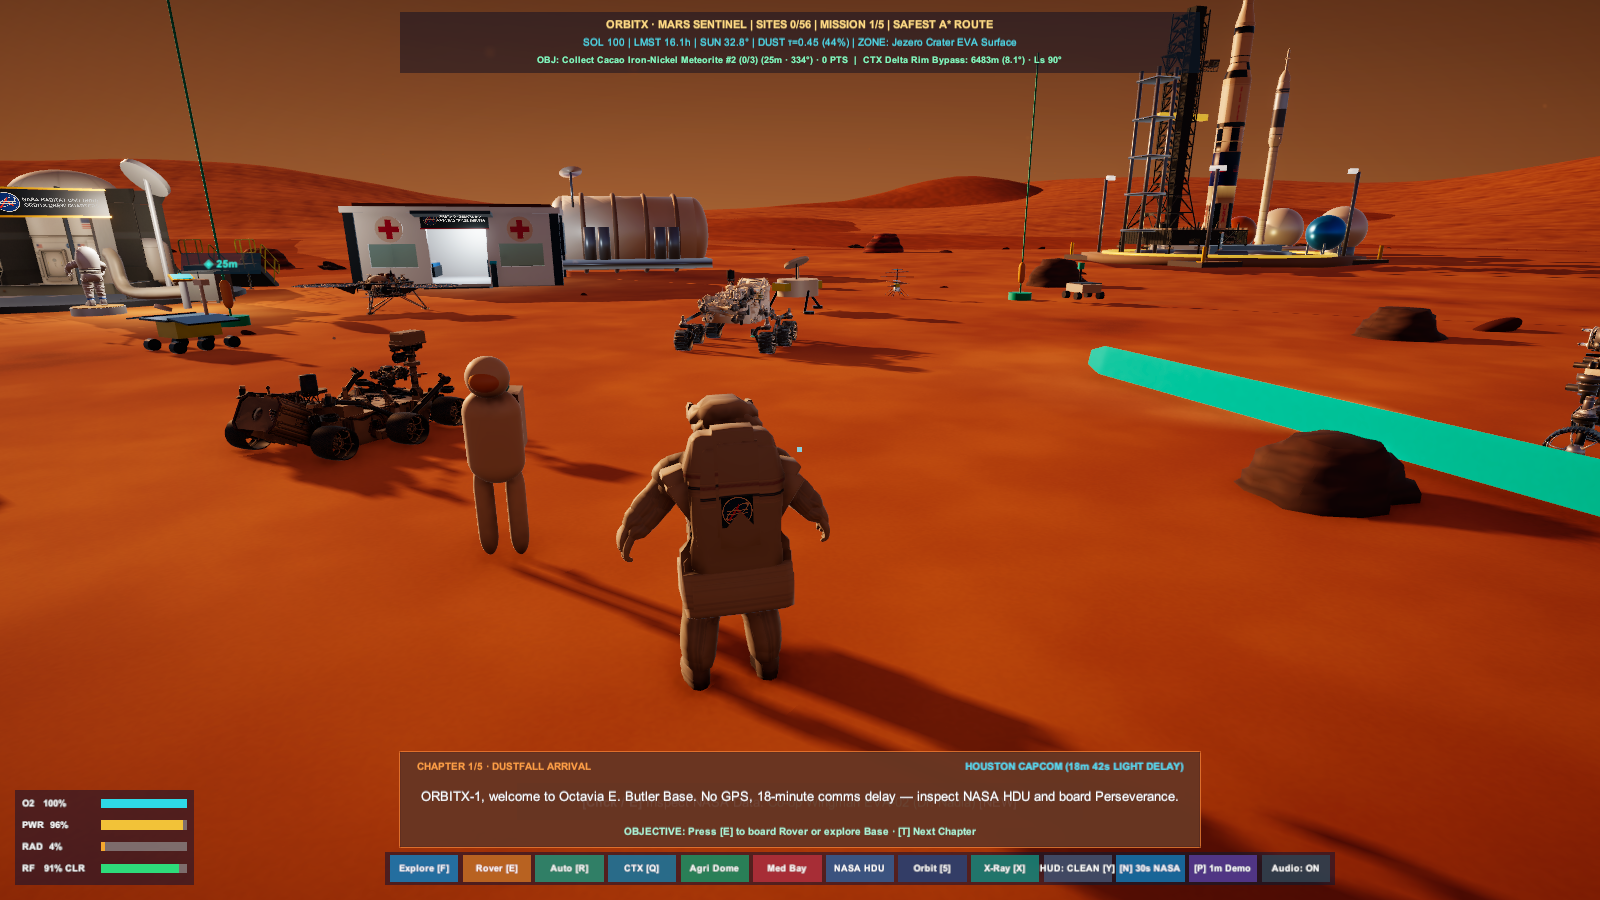 ORBITX · MARS SENTINEL | SITES 0/56 | MISSION 1/5 | SAFEST A* ROUTE
SOL 100 | LMST 16.1h | SUN 32.8° | DUST τ=0.45 (44%) | ZONE: Jezero Crater EVA Surface
OBJ: Collect Cacao Iron-Nickel Meteorite #2 (0/3) (25m · 334°) · 0 PTS | CTX Delta Rim Bypass: 6483m (8.1°) · Ls 90°
◈ 25m
CHAPTER 1/5 · DUSTFALL ARRIVAL
HOUSTON CAPCOM (18m 42s LIGHT DELAY)
ORBITX-1, welcome to Octavia E. Butler Base. No GPS, 18-minute comms delay — inspect NASA HDU and board Perseverance.
OBJECTIVE: Press [E] to board Rover or explore Base · [T] Next Chapter
O2 100%
PWR 96%
RAD 4%
RF 91% CLR
Explore [F]
Rover [E]
Auto [R]
CTX [Q]
Agri Dome
Med Bay
NASA HDU
Orbit [5]
X-Ray [X]
HUD: CLEAN [Y]
[N] 30s NASA
[P] 1m Demo
Audio: ON